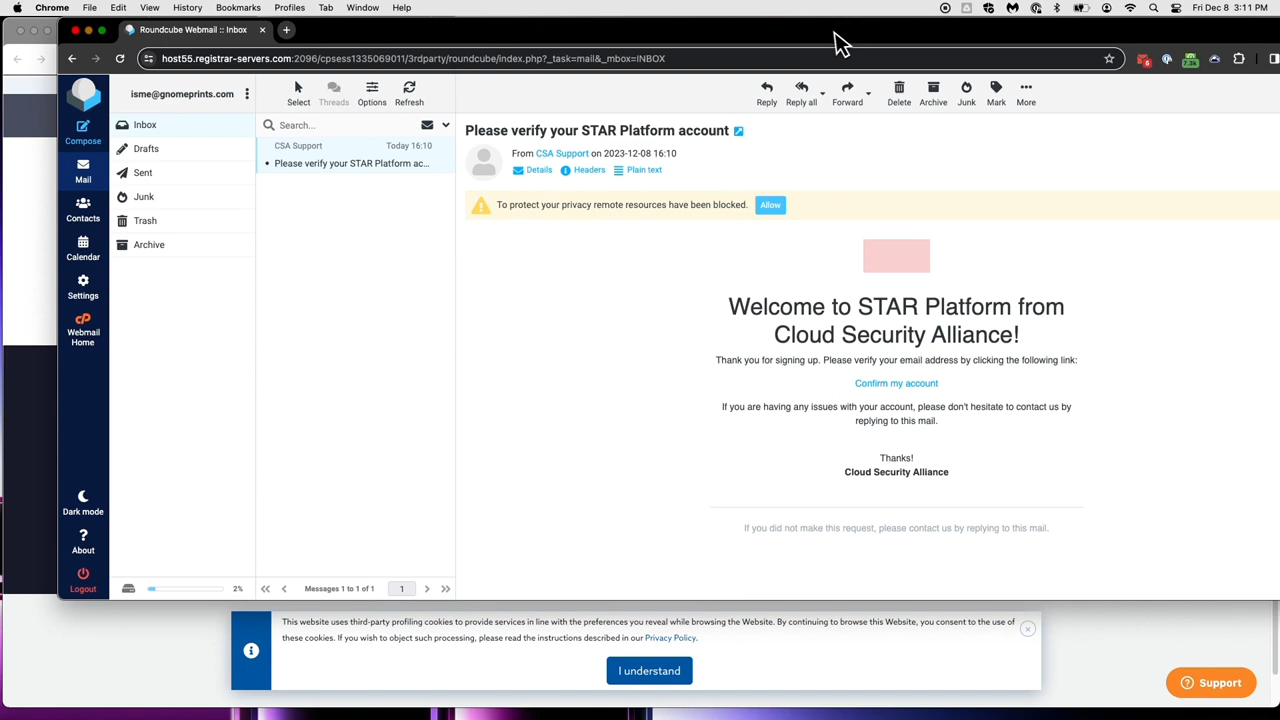 Chrome File Edit View History Bookmarks Profiles Tab Window Help Fri Dec 8 3:11 PM
Roundcube Webmail :: Inbox
host55.registrar-servers.com:2096/cpsess1335069011/3rdparty/roundcube/index.php?_task=mail&_mbox=INBOX
6
7.3k
Compose
Mail
Contacts
Calendar
Settings
Webmail
Home
Dark mode
About
Logout
isme@gnomeprints.com
Inbox
Drafts
Sent
Junk
Trash
Archive
2%
Select Threads Options Refresh
Search...
CSA Support Today 16:10
• Please verify your STAR Platform ac...
Messages 1 to 1 of 1 1
Reply Reply all Forward Delete Archive Junk Mark More
Please verify your STAR Platform account
From CSA Support on 2023-12-08 16:10
Details Headers Plain text
To protect your privacy remote resources have been blocked. Allow
Welcome to STAR Platform from
Cloud Security Alliance!
Thank you for signing up. Please verify your email address by clicking the following link:
Confirm my account
If you are having any issues with your account, please don't hesitate to contact us by
replying to this mail.
Thanks!
Cloud Security Alliance
If you did not make this request, please contact us by replying to this mail.
This website uses third-party profiling cookies to provide services in line with the preferences you reveal while browsing the Website. By continuing to browse this Website, you consent to the use of
these cookies. If you wish to object such processing, please read the instructions described in our Privacy Policy.
I understand
Support